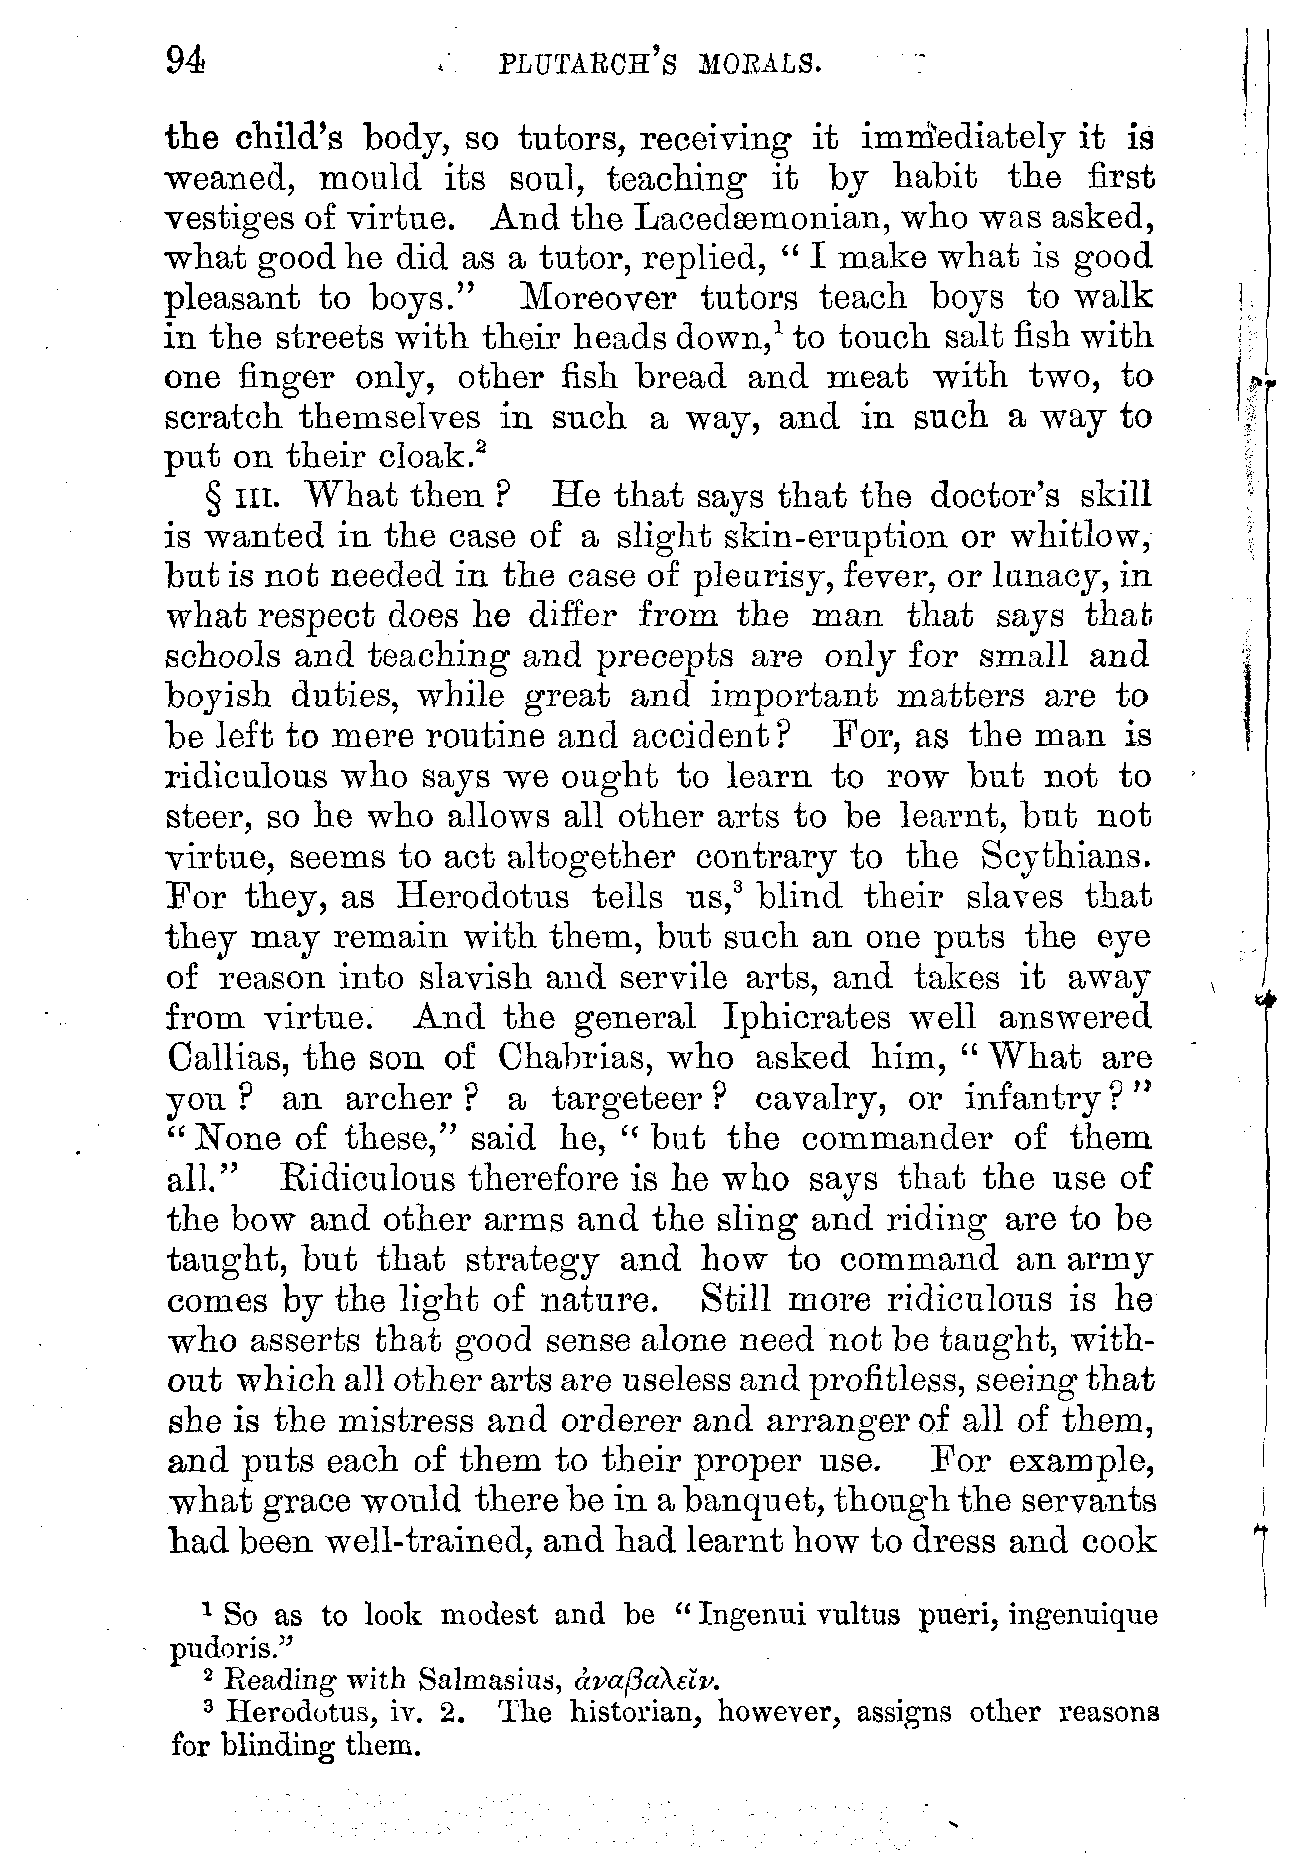 94 PLUTARCH'S MORALS.
the child's body, so tutors, receiving it immediately it is
weaned, mould its soul, teaching it by habit the first
vestiges of virtue. And the Lacedæmonian, who was asked,
what good he did as a tutor, replied, “ I make what is good
pleasant to boys.” Moreover tutors teach boys to walk
in the streets with their heads down,¹ to touch salt fish with
one finger only, other fish bread and meat with two, to
scratch themselves in such a way, and in such a way to
put on their cloak.²
§ III. What then ? He that says that the doctor's skill
is wanted in the case of a slight skin-eruption or whitlow,
but is not needed in the case of pleurisy, fever, or lunacy, in
what respect does he differ from the man that says that
schools and teaching and precepts are only for small and
boyish duties, while great and important matters are to
be left to mere routine and accident? For, as the man is
ridiculous who says we ought to learn to row but not to
steer, so he who allows all other arts to be learnt, but not
virtue, seems to act altogether contrary to the Scythians.
For they, as Herodotus tells us,³ blind their slaves that
they may remain with them, but such an one puts the eye
of reason into slavish and servile arts, and takes it away
from virtue. And the general Iphicrates well answered
Callias, the son of Chabrias, who asked him, “ What are
you ? an archer ? a targeteer ? cavalry, or infantry ? ”
“ None of these,” said he, “ but the commander of them
all.” Ridiculous therefore is he who says that the use of
the bow and other arms and the sling and riding are to be
taught, but that strategy and how to command an army
comes by the light of nature. Still more ridiculous is he
who asserts that good sense alone need not be taught, with-
out which all other arts are useless and profitless, seeing that
she is the mistress and orderer and arranger of all of them,
and puts each of them to their proper use. For example,
what grace would there be in a banquet, though the servants
had been well-trained, and had learnt how to dress and cook
¹ So as to look modest and be “ Ingenui vultus pueri, ingenuique
pudoris.”
² Reading with Salmasius, ἀναβαλεῖν.
³ Herodotus, iv. 2. The historian, however, assigns other reasons
for blinding them.